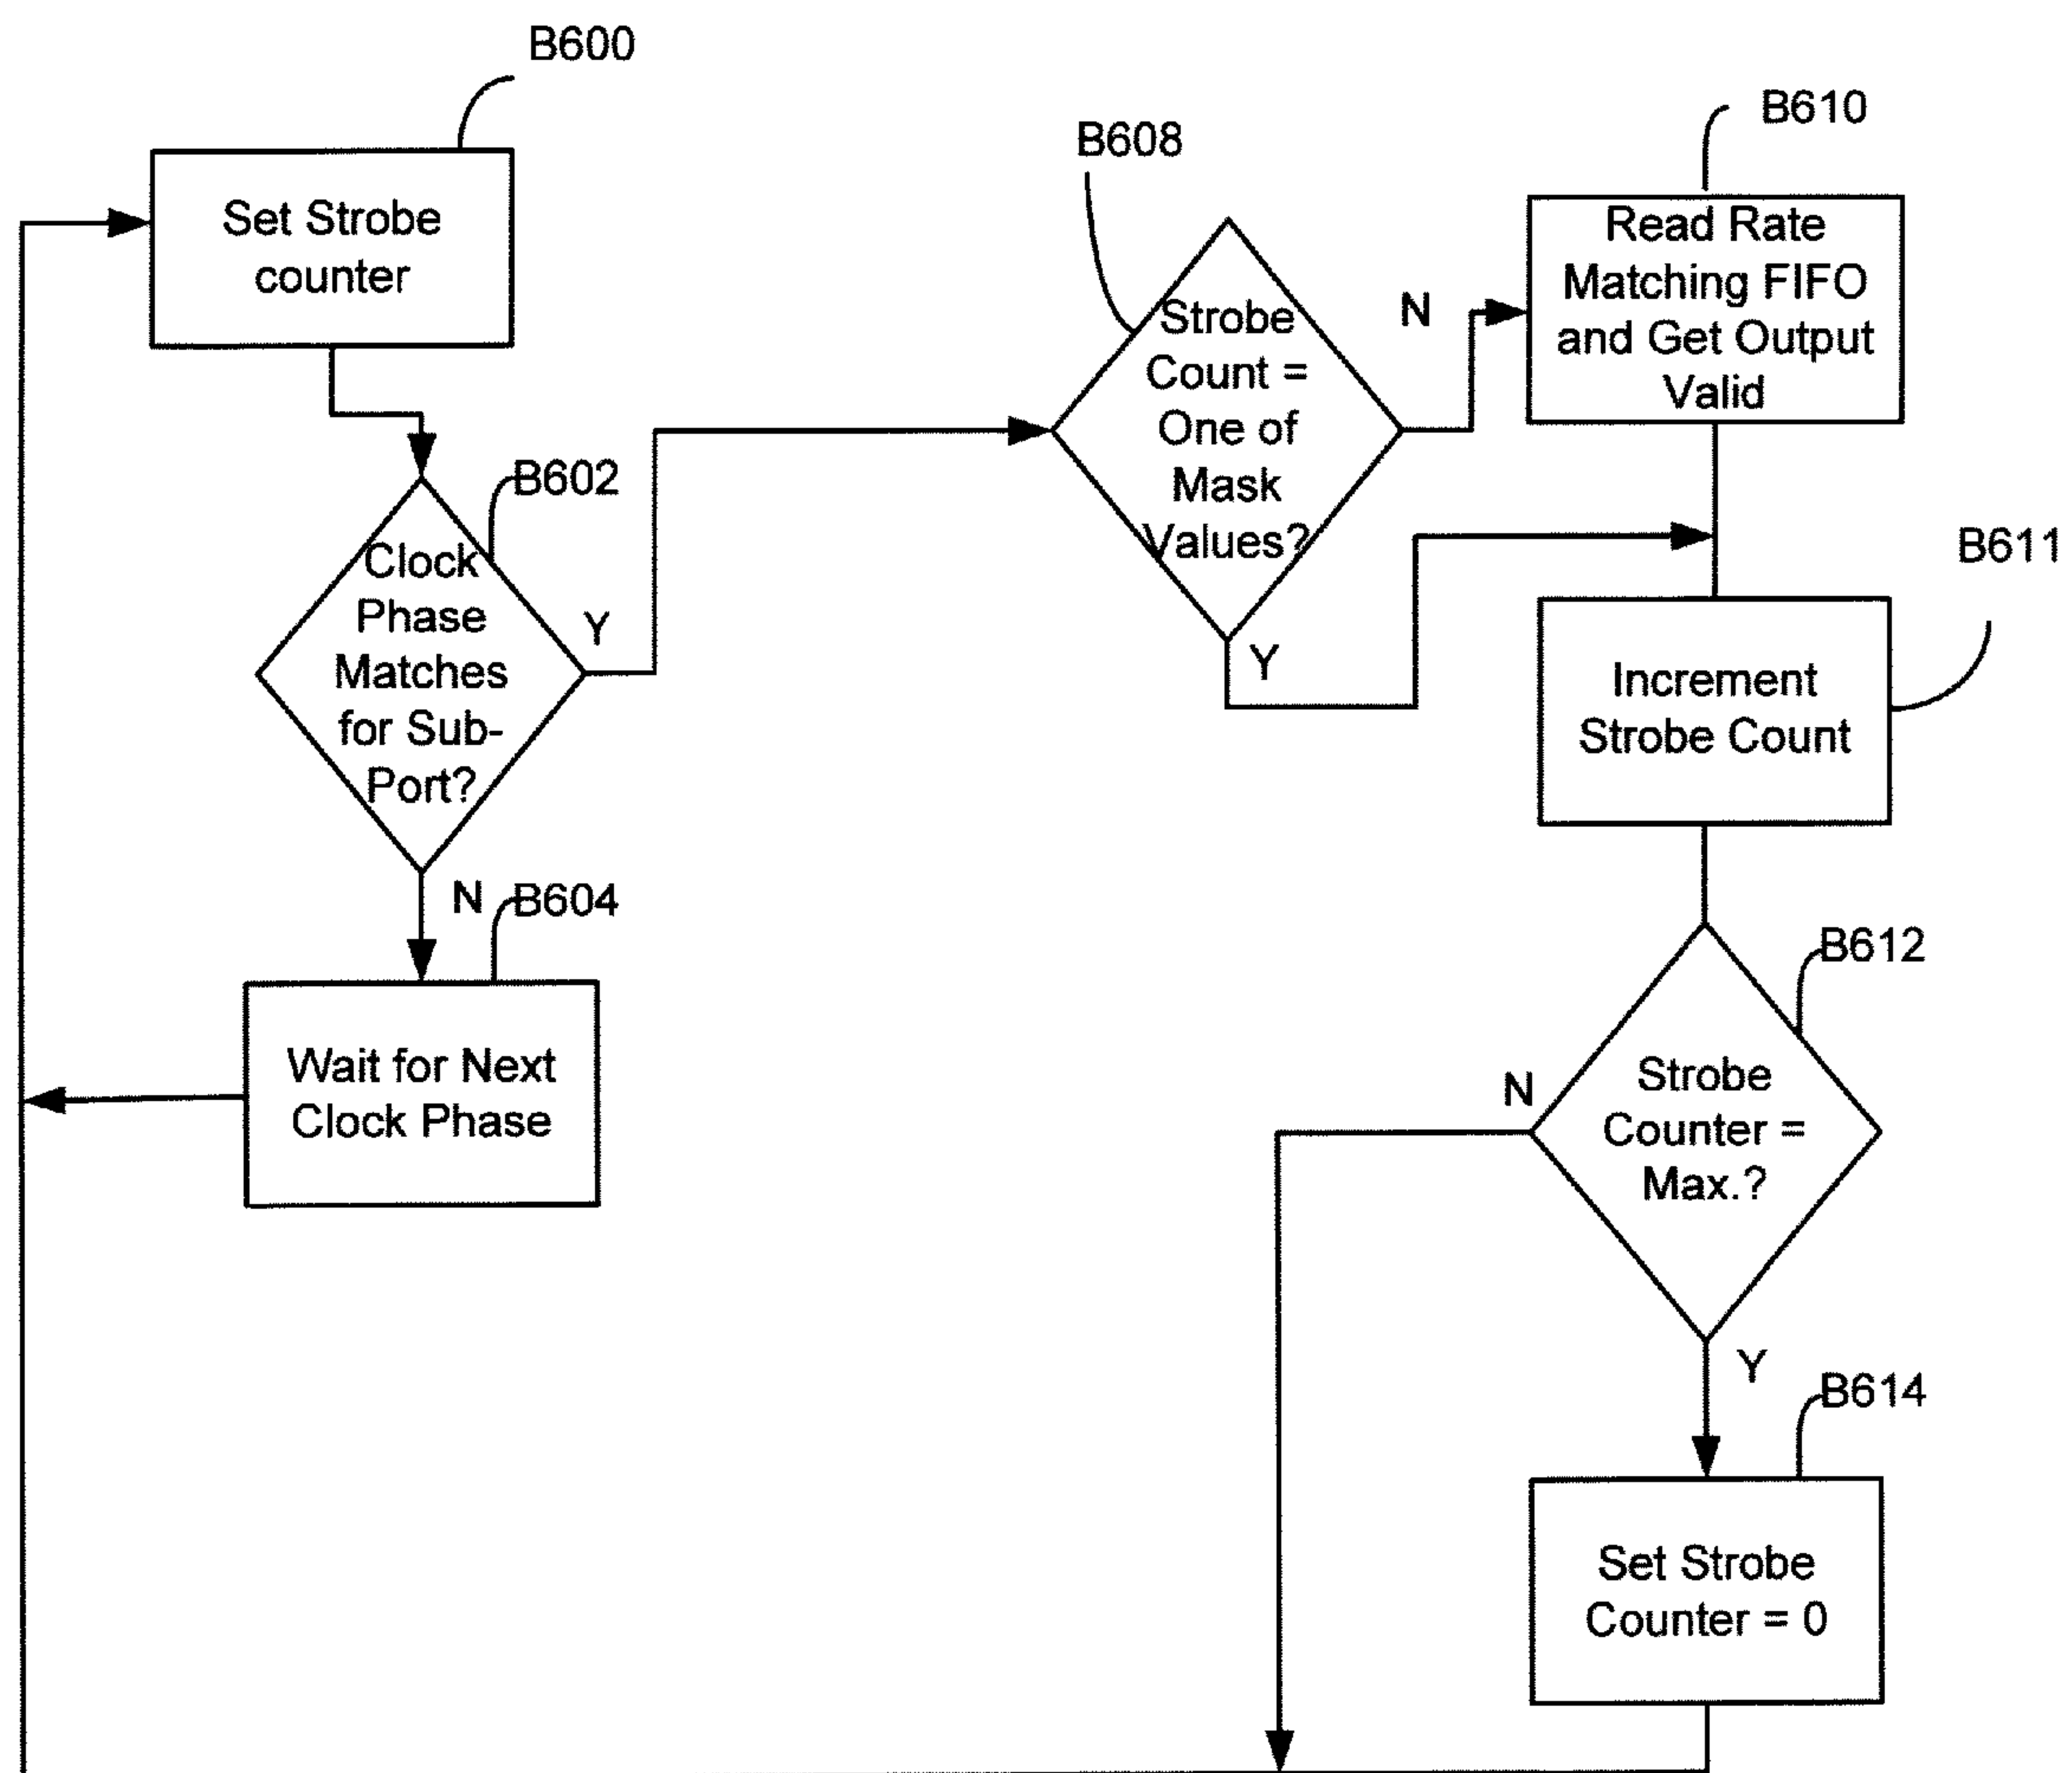 B600
Set Strobe
counter
B602
Clock
Phase
Matches
for Sub-
Port?
Y
N
B604
Wait for Next
Clock Phase
B608
Strobe
Count =
One of
Mask
Values?
N
Y
B610
Read Rate
Matching FIFO
and Get Output
Valid
B611
Increment
Strobe Count
B612
Strobe
Counter =
Max.?
N
Y
B614
Set Strobe
Counter = 0